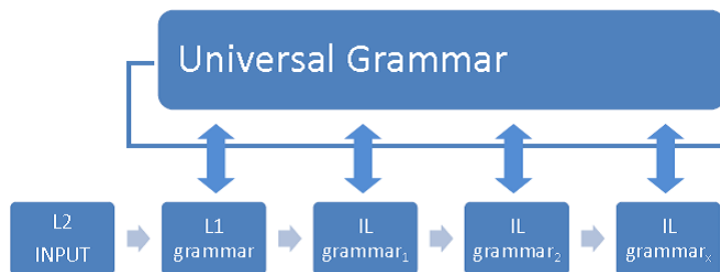 Universal Grammar
L2
INPUT
L1
grammar
IL
grammar₁
IL
grammar₂
IL
grammarₓ